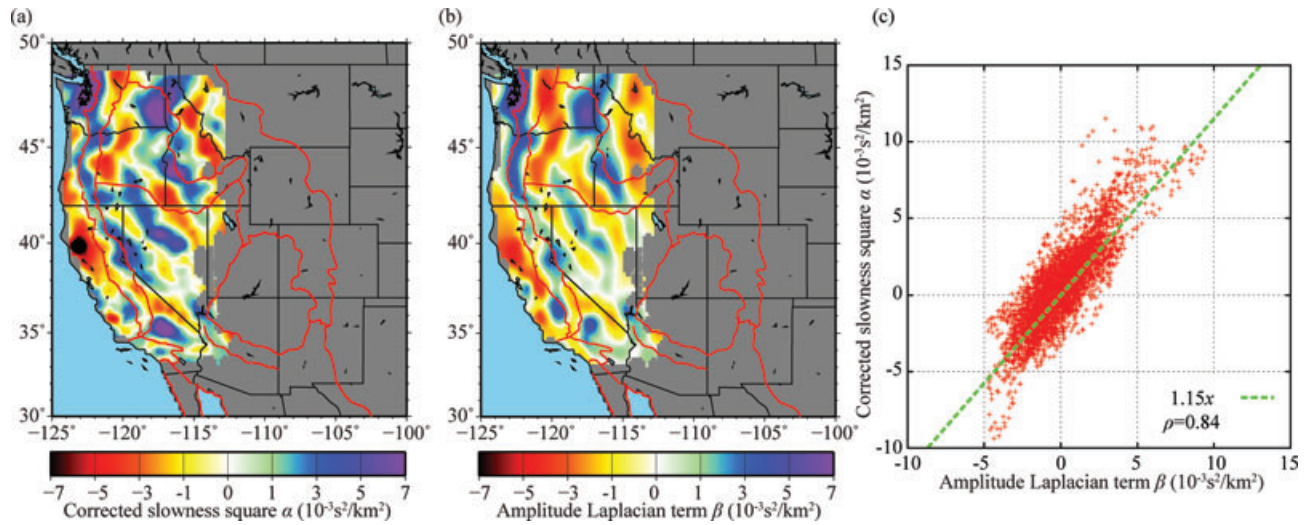 (a)
50°
45°
40°
35°
30°
−125° −120° −115° −110° −105° −100°
−7 −5 −3 −1 0 1 3 5 7
Corrected slowness square α (10⁻³s²/km²)
(b)
50°
45°
40°
35°
30°
−125° −120° −115° −110° −105° −100°
−7 −5 −3 −1 0 1 3 5 7
Amplitude Laplacian term β (10⁻³s²/km²)
(c)
Corrected slowness square α (10⁻³s²/km²)
15
10
5
0
-5
-10
-10 -5 0 5 10 15
1.15x
ρ=0.84
Amplitude Laplacian term β (10⁻³s²/km²)